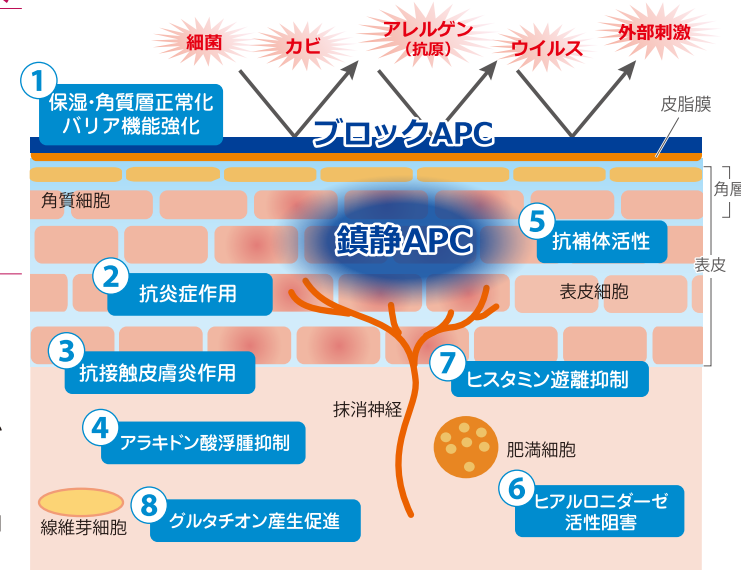 細菌
カビ
アレルゲン
（抗原）
ウイルス
外部刺激
1
保湿・角質層正常化
バリア機能強化
ブロックAPC
皮脂膜
角質細胞
角層
鎮静APC
5
抗補体活性
表皮
2
抗炎症作用
表皮細胞
3
抗接触皮膚炎作用
7
ヒスタミン遊離抑制
抹消神経
4
アラキドン酸浮腫抑制
肥満細胞
6
ヒアルロニダーゼ
活性阻害
線維芽細胞
8
グルタチオン産生促進